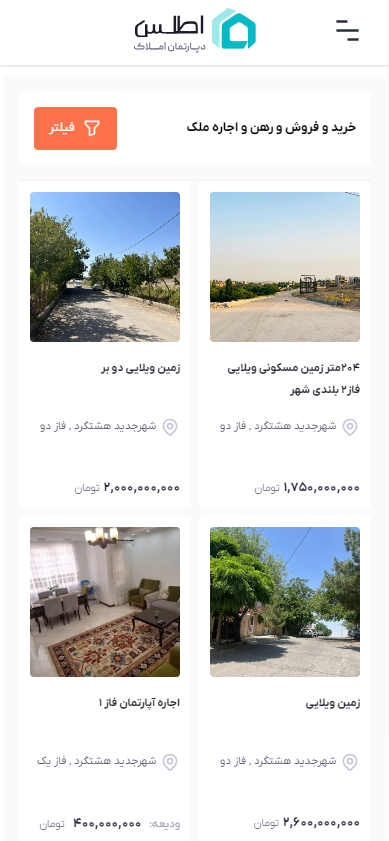 اطلس
دپارتمان املاک
خرید و فروش و رهن و اجاره ملک
فیلتر
۲۰۴متر زمین مسکونی ویلایی
فاز۲ بلندی شهر
شهرجدید هشتگرد , فاز دو
۱,۷۵۰,۰۰۰,۰۰۰ تومان
زمین ویلایی دو بر
شهرجدید هشتگرد , فاز دو
۲,۰۰۰,۰۰۰,۰۰۰ تومان
زمین ویلایی
شهرجدید هشتگرد , فاز دو
۲,۶۰۰,۰۰۰,۰۰۰ تومان
اجاره آپارتمان فاز ۱
شهرجدید هشتگرد , فاز یک
ودیعه: ۴۰۰,۰۰۰,۰۰۰ تومان